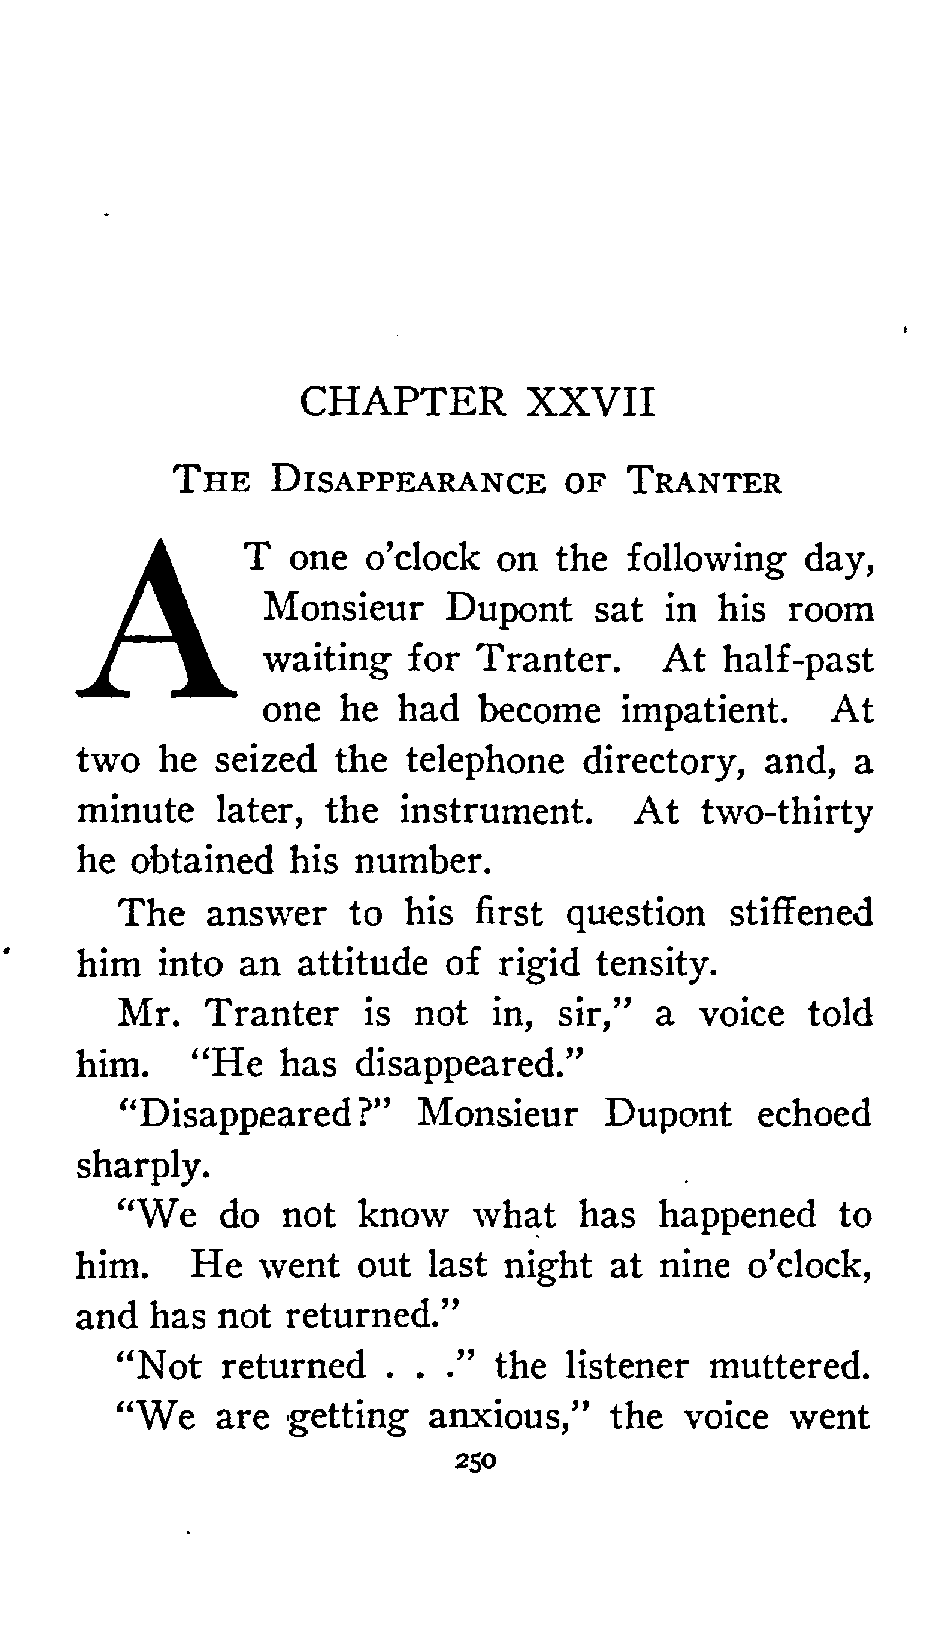 CHAPTER XXVII
The Disappearance of Tranter
AT one o'clock on the following day,
Monsieur Dupont sat in his room
waiting for Tranter. At half-past
one he had become impatient. At
two he seized the telephone directory, and, a
minute later, the instrument. At two-thirty
he obtained his number.
The answer to his first question stiffened
him into an attitude of rigid tensity.
Mr. Tranter is not in, sir,” a voice told
him. “He has disappeared.”
“Disappeared?” Monsieur Dupont echoed
sharply.
“We do not know what has happened to
him. He went out last night at nine o'clock,
and has not returned.”
“Not returned . . .” the listener muttered.
“We are getting anxious,” the voice went
250